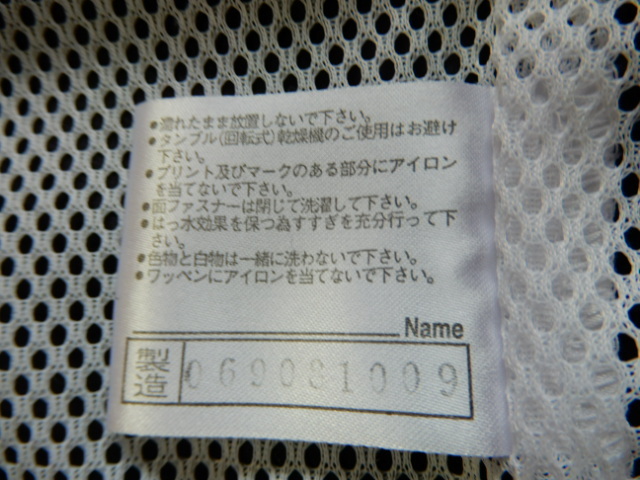 ●濡れたまま放置しないで下さい。
●タンブル(回転式)乾燥機のご使用はお避け
下さい。
●プリント及びマークのある部分にアイロン
を当てないで下さい。
●面ファスナーは閉じて洗濯して下さい。
●はっ水効果を保つ為すすぎを充分行って下
さい。
●色物と白物は一緒に洗わないで下さい。
●ワッペンにアイロンを当てないで下さい。
Name
製造 069081009